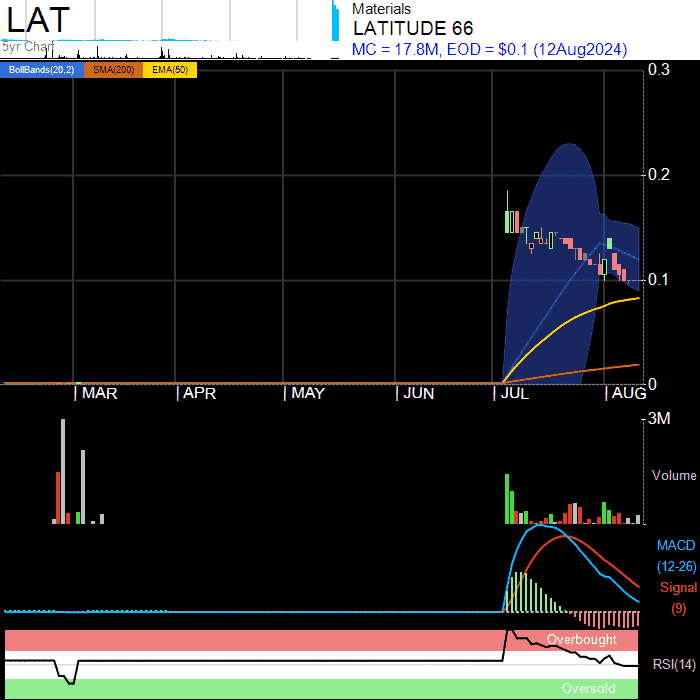 LAT
5yr Chart
Materials
LATITUDE 66
MC = 17.8M, EOD = $0.1 (12Aug2024)
BollBands(20,2) SMA(200) EMA(50)
0.3
0.2
0.1
0
MAR APR MAY JUN JUL AUG
3M
Volume
MACD
(12-26)
Signal
(9)
Overbought
RSI(14)
Oversold